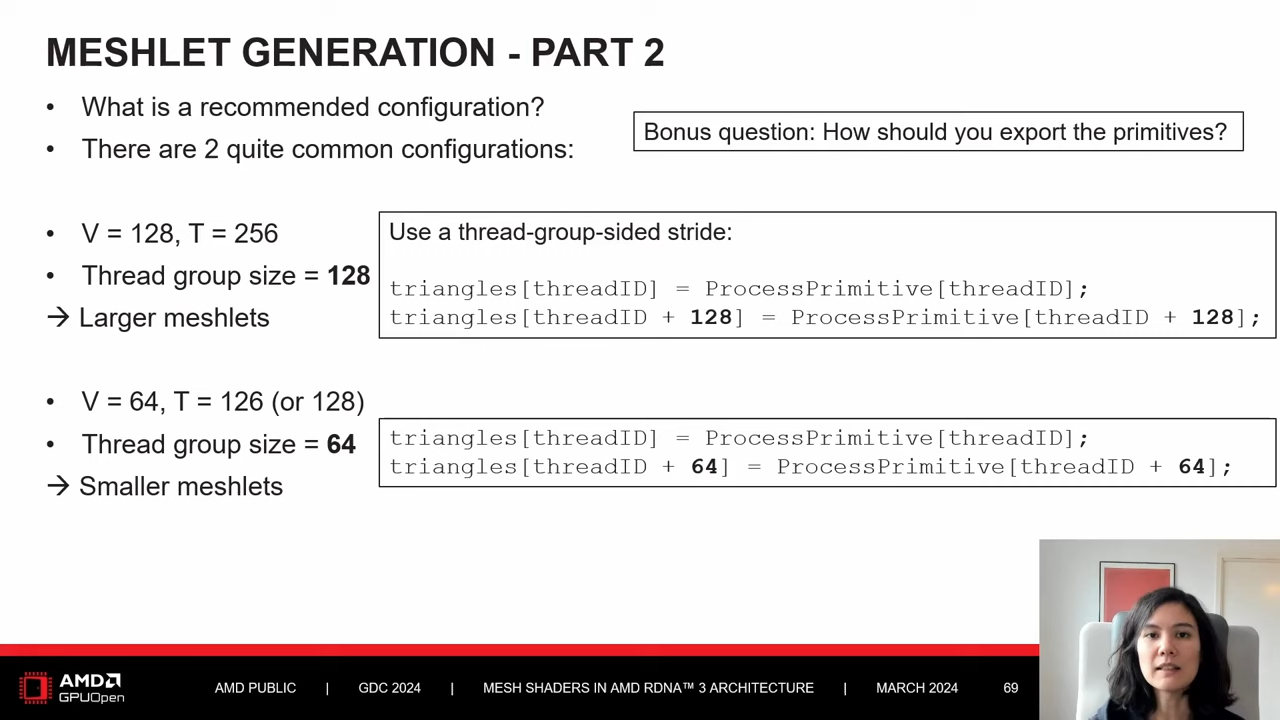 MESHLET GENERATION - PART 2
• What is a recommended configuration?
• There are 2 quite common configurations:
Bonus question: How should you export the primitives?
• V = 128, T = 256
• Thread group size = 128
→ Larger meshlets
Use a thread-group-sided stride:
triangles[threadID] = ProcessPrimitive[threadID];
triangles[threadID + 128] = ProcessPrimitive[threadID + 128];
• V = 64, T = 126 (or 128)
• Thread group size = 64
→ Smaller meshlets
triangles[threadID] = ProcessPrimitive[threadID];
triangles[threadID + 64] = ProcessPrimitive[threadID + 64];
AMD
GPUOpen
AMD PUBLIC | GDC 2024 | MESH SHADERS IN AMD RDNA™ 3 ARCHITECTURE | MARCH 2024 69